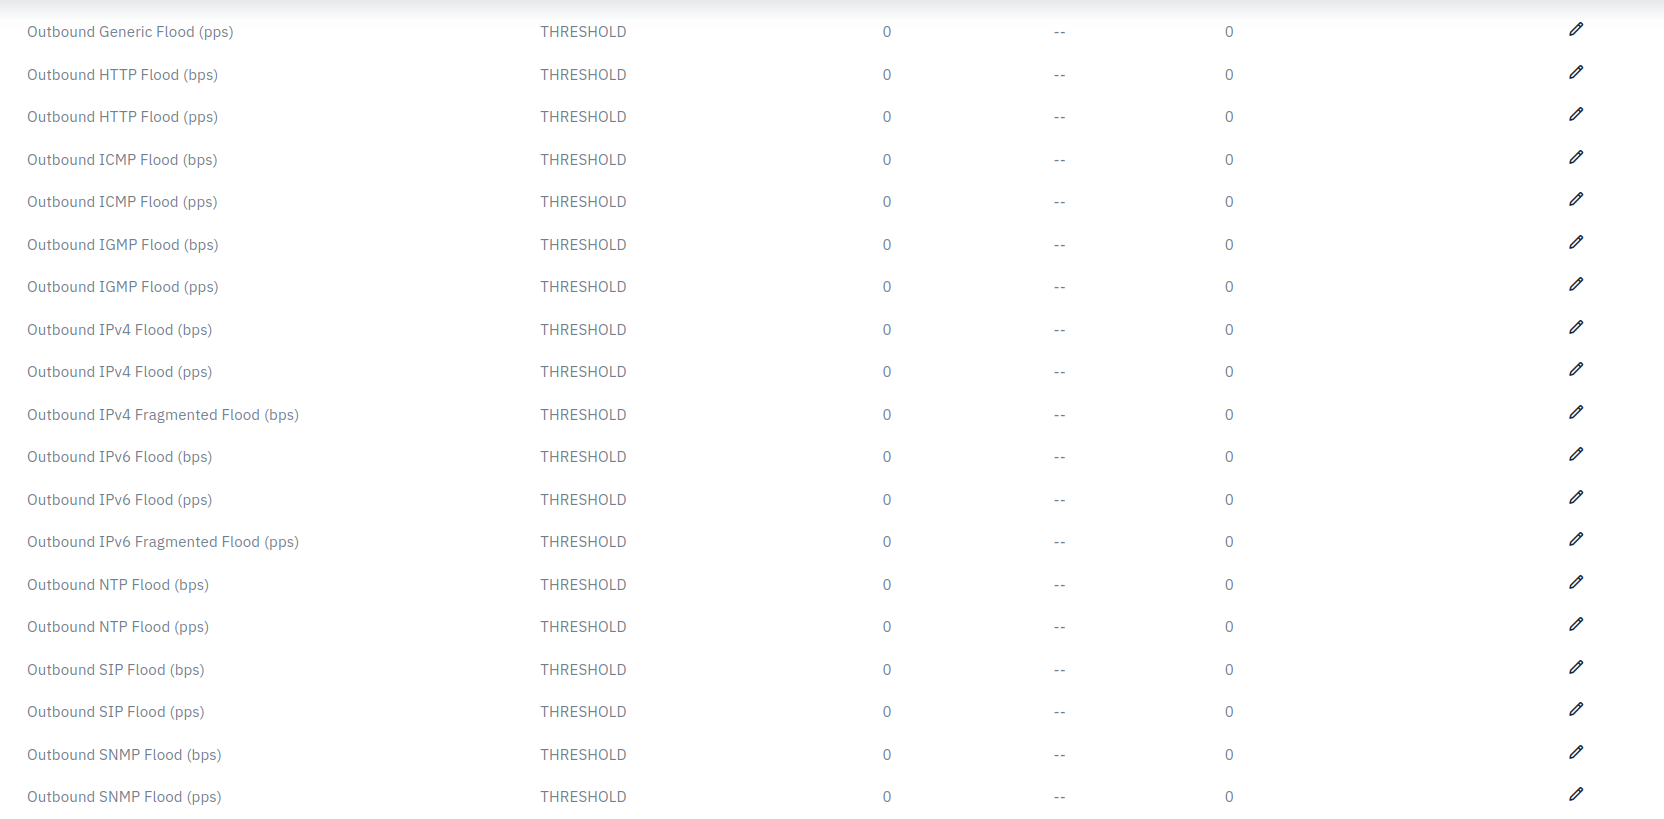 Outbound Generic Flood (pps) THRESHOLD 0 -- 0
Outbound HTTP Flood (bps) THRESHOLD 0 -- 0
Outbound HTTP Flood (pps) THRESHOLD 0 -- 0
Outbound ICMP Flood (bps) THRESHOLD 0 -- 0
Outbound ICMP Flood (pps) THRESHOLD 0 -- 0
Outbound IGMP Flood (bps) THRESHOLD 0 -- 0
Outbound IGMP Flood (pps) THRESHOLD 0 -- 0
Outbound IPv4 Flood (bps) THRESHOLD 0 -- 0
Outbound IPv4 Flood (pps) THRESHOLD 0 -- 0
Outbound IPv4 Fragmented Flood (bps) THRESHOLD 0 -- 0
Outbound IPv6 Flood (bps) THRESHOLD 0 -- 0
Outbound IPv6 Flood (pps) THRESHOLD 0 -- 0
Outbound IPv6 Fragmented Flood (pps) THRESHOLD 0 -- 0
Outbound NTP Flood (bps) THRESHOLD 0 -- 0
Outbound NTP Flood (pps) THRESHOLD 0 -- 0
Outbound SIP Flood (bps) THRESHOLD 0 -- 0
Outbound SIP Flood (pps) THRESHOLD 0 -- 0
Outbound SNMP Flood (bps) THRESHOLD 0 -- 0
Outbound SNMP Flood (pps) THRESHOLD 0 -- 0